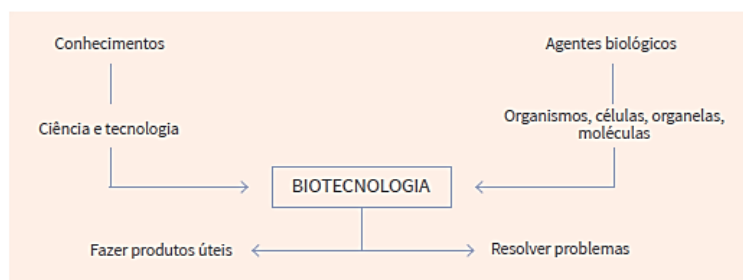 Conhecimentos
Agentes biológicos
Ciência e tecnologia
Organismos, células, organelas,
moléculas
BIOTECNOLOGIA
Fazer produtos úteis
Resolver problemas